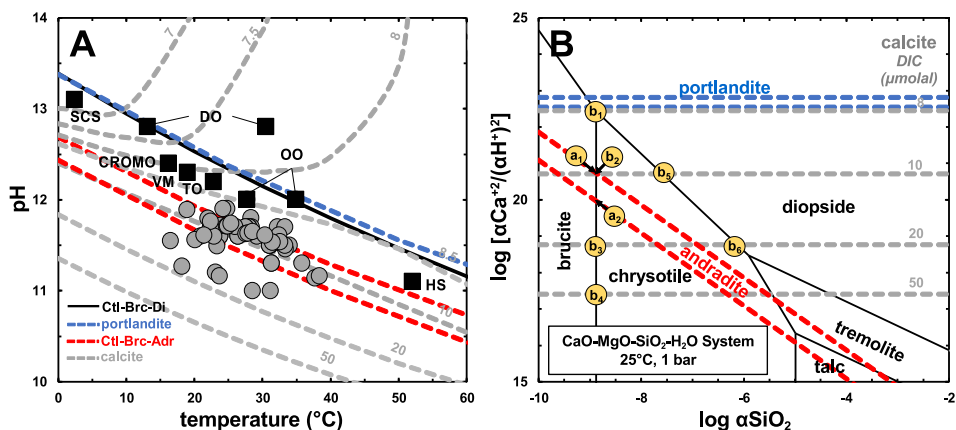 A
14
13
12
11
10
pH
0
10
20
30
40
50
60
temperature (°C)
7
7.5
8
8.5
10
20
50
SCS
DO
CROMO
VM
TO
OO
HS
Ctl-Brc-Di
portlandite
Ctl-Brc-Adr
calcite
B
25
20
15
log [αCa⁺²/(αH⁺)²]
-10
-8
-6
-4
-2
log αSiO₂
calcite
DIC
(μmolal)
portlandite
8
10
20
50
b₁
a₁
b₂
b₅
a₂
b₃
b₆
b₄
diopside
brucite
chrysotile
andradite
tremolite
talc
CaO-MgO-SiO₂-H₂O System
25°C, 1 bar